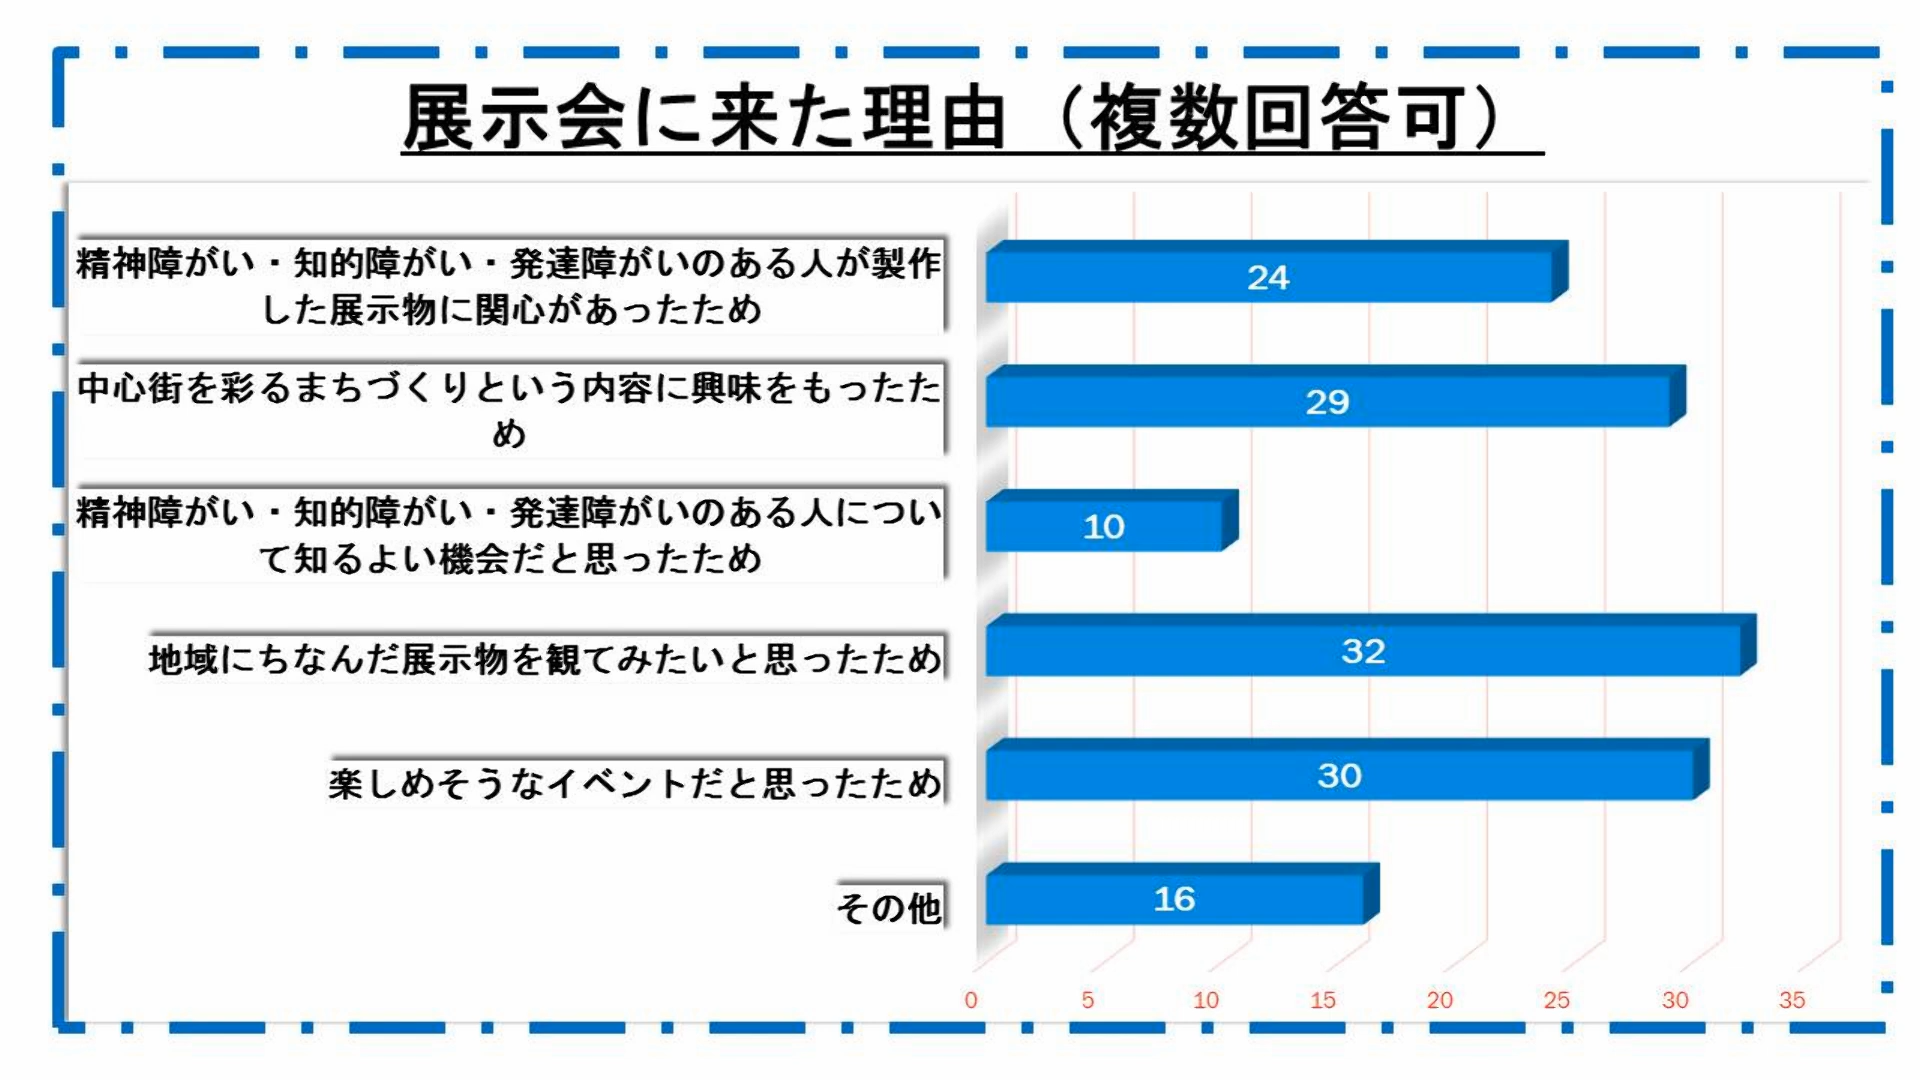 展示会に来た理由（複数回答可）
精神障がい・知的障がい・発達障がいのある人が製作
した展示物に関心があったため
24
中心街を彩るまちづくりという内容に興味をもったた
め
29
精神障がい・知的障がい・発達障がいのある人につい
て知るよい機会だと思ったため
10
地域にちなんだ展示物を観てみたいと思ったため
32
楽しめそうなイベントだと思ったため
30
その他
16
0 5 10 15 20 25 30 35